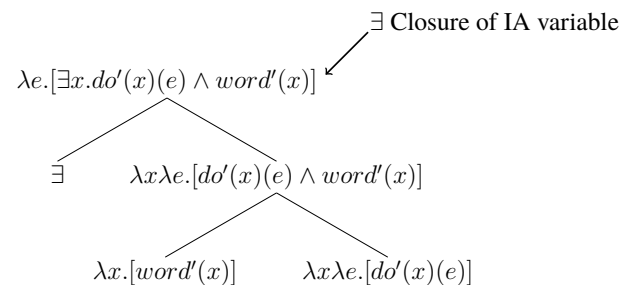 ∃ Closure of IA variable
λe.[∃x.do′(x)(e) ∧ word′(x)]
∃ λxλe.[do′(x)(e) ∧ word′(x)]
λx.[word′(x)] λxλe.[do′(x)(e)]